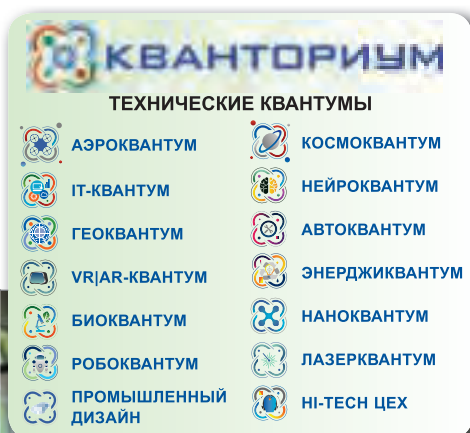 КВАНТОРИУМ
ТЕХНИЧЕСКИЕ КВАНТУМЫ
АЭРОКВАНТУМ
IT-КВАНТУМ
ГЕОКВАНТУМ
VR|AR-КВАНТУМ
БИОКВАНТУМ
РОБОКВАНТУМ
ПРОМЫШЛЕННЫЙ
ДИЗАЙН
КОСМОКВАНТУМ
НЕЙРОКВАНТУМ
АВТОКВАНТУМ
ЭНЕРДЖИКВАНТУМ
НАНОКВАНТУМ
ЛАЗЕРКВАНТУМ
HI-TECH ЦЕХ